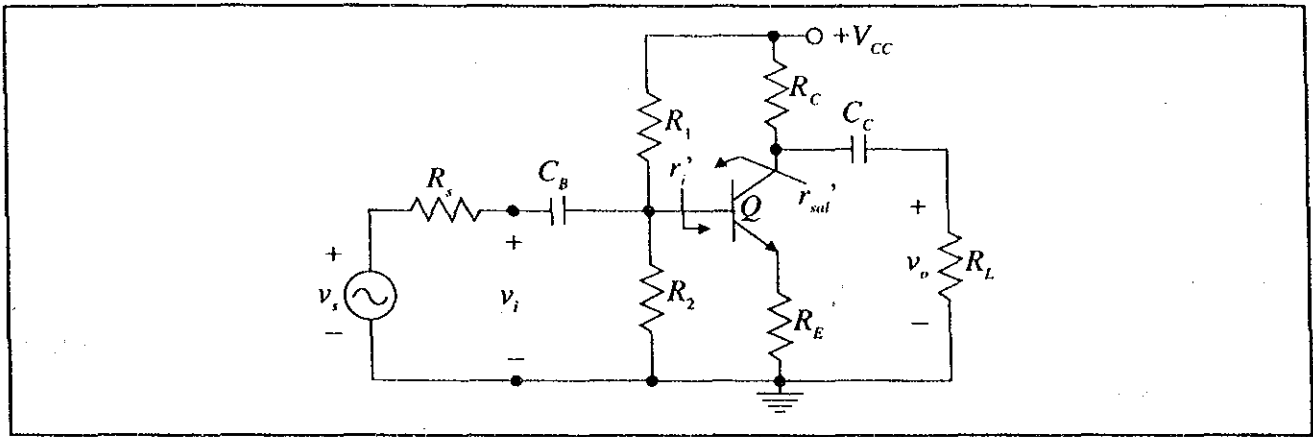 +V_CC
R_C
C_C
R_1
r_i'
R_s
C_B
r_sal'
Q
+
+
+
v_s
v_i
R_2
v_o
R_L
R_E
−
−
−